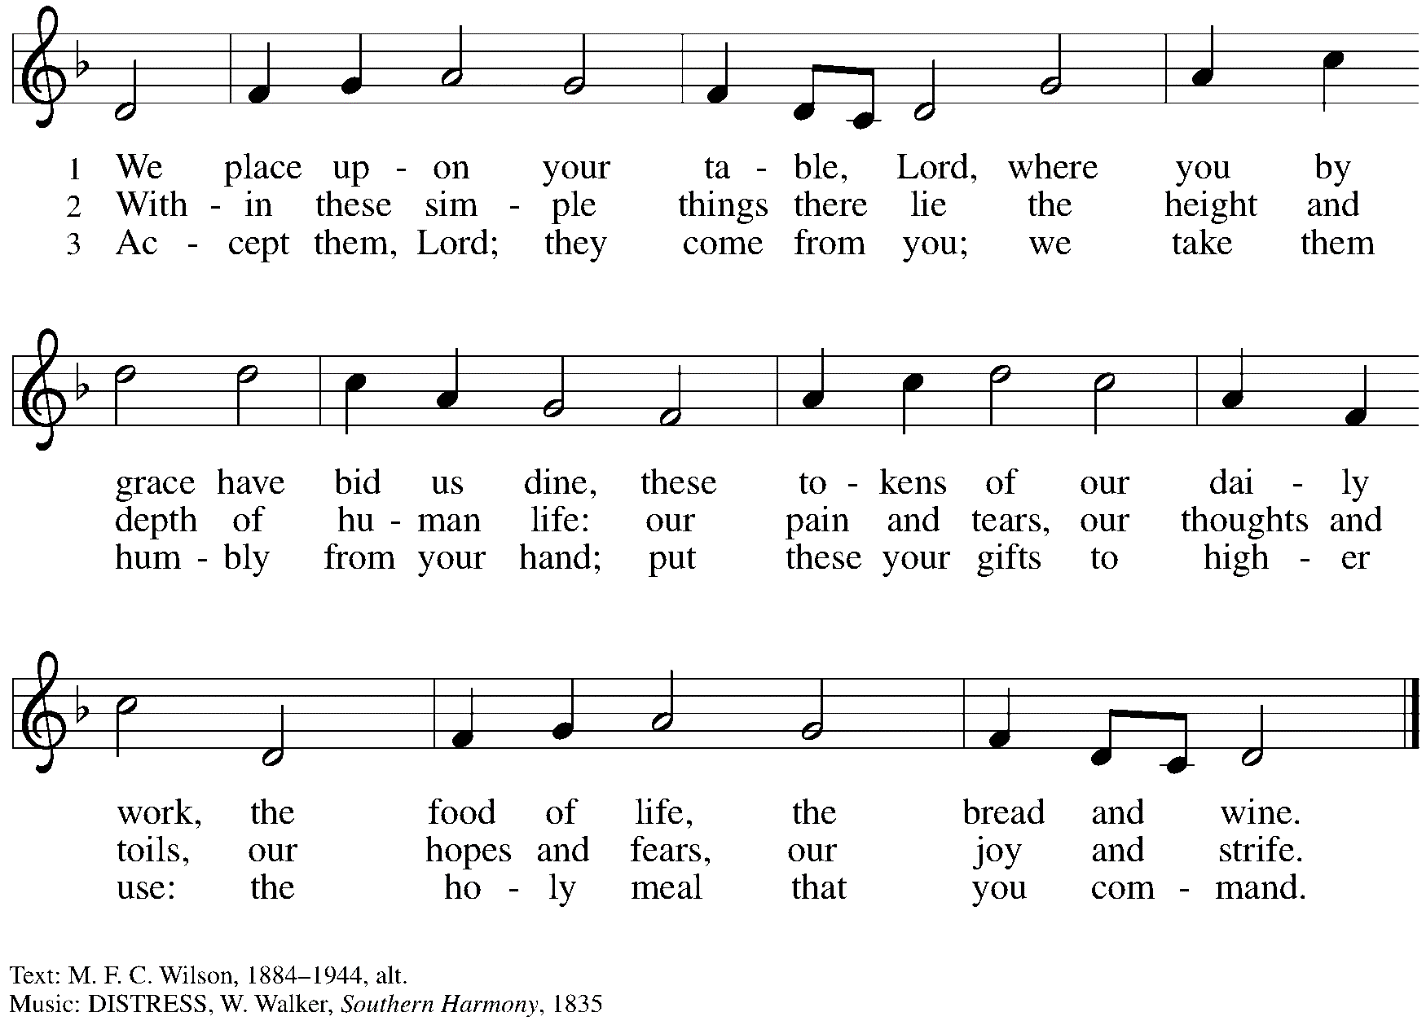 1 We place up - on your ta - ble, Lord, where you by
2 With - in these sim - ple things there lie the height and
3 Ac - cept them, Lord; they come from you; we take them
grace have bid us dine, these to - kens of our dai - ly
depth of hu - man life: our pain and tears, our thoughts and
hum - bly from your hand; put these your gifts to high - er
work, the food of life, the bread and wine.
toils, our hopes and fears, our joy and strife.
use: the ho - ly meal that you com - mand.
Text: M. F. C. Wilson, 1884–1944, alt.
Music: DISTRESS, W. Walker, Southern Harmony, 1835